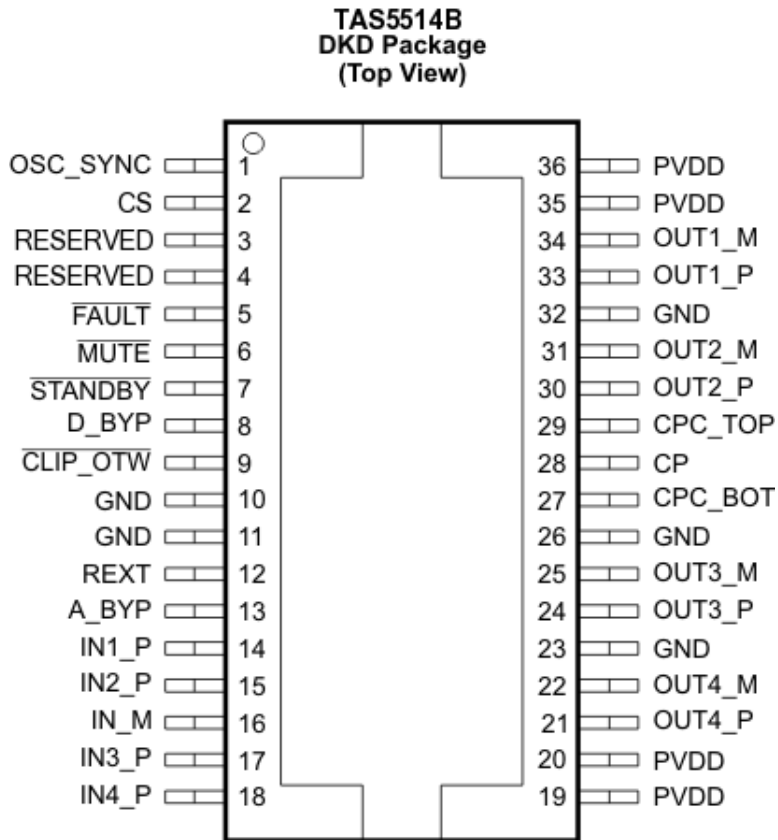 TAS5514B
DKD Package
(Top View)
OSC_SYNC 1 36 PVDD
CS 2 35 PVDD
RESERVED 3 34 OUT1_M
RESERVED 4 33 OUT1_P
FAULT 5 32 GND
MUTE 6 31 OUT2_M
STANDBY 7 30 OUT2_P
D_BYP 8 29 CPC_TOP
CLIP_OTW 9 28 CP
GND 10 27 CPC_BOT
GND 11 26 GND
REXT 12 25 OUT3_M
A_BYP 13 24 OUT3_P
IN1_P 14 23 GND
IN2_P 15 22 OUT4_M
IN_M 16 21 OUT4_P
IN3_P 17 20 PVDD
IN4_P 18 19 PVDD